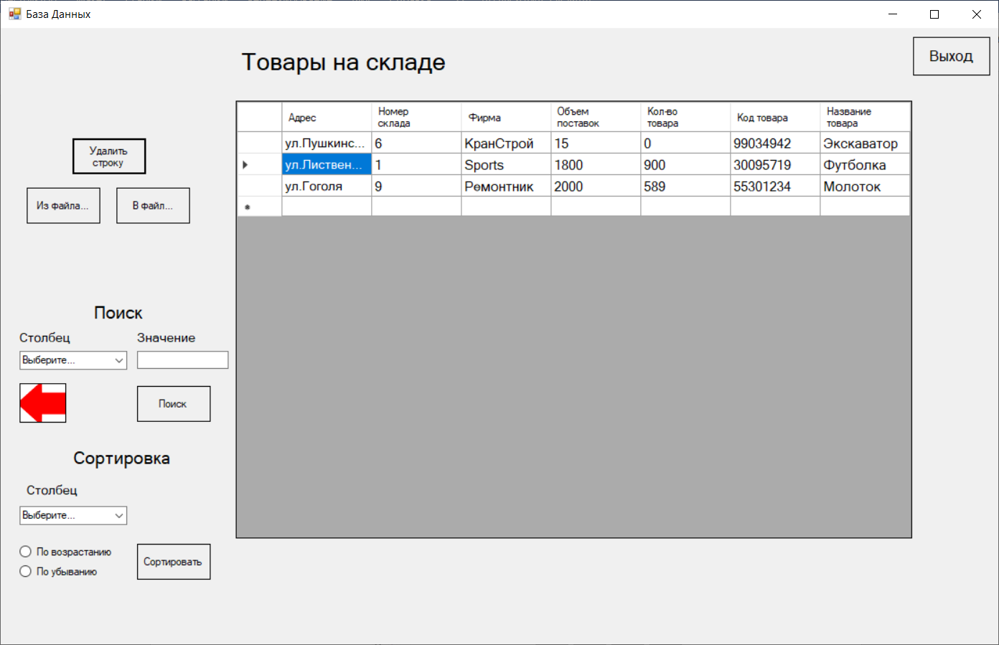 База Данных
Товары на складе
Выход
Адрес Номер склада Фирма Объем поставок Кол-во товара Код товара Название товара
ул.Пушкинс... 6 КранСтрой 15 0 99034942 Экскаватор
ул.Листвен... 1 Sports 1800 900 30095719 Футболка
ул.Гоголя 9 Ремонтник 2000 589 55301234 Молоток
Удалить
строку
Из файла... В файл...
Поиск
Столбец Значение
Выберите...
Поиск
Сортировка
Столбец
Выберите...
По возрастанию
По убыванию
Сортировать